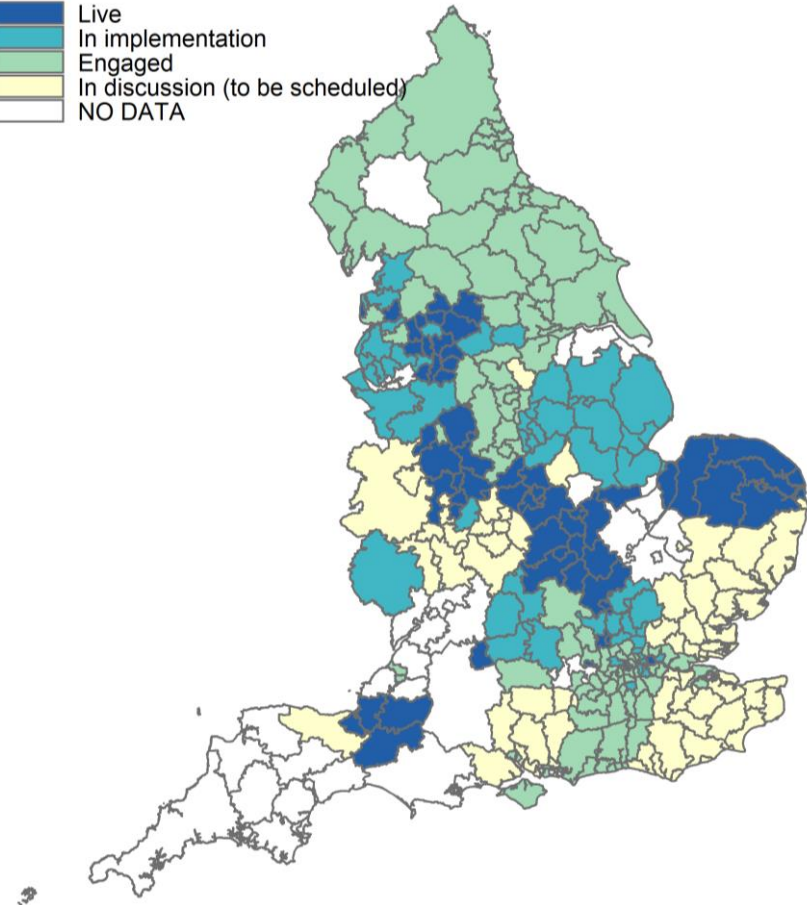 Live
In implementation
Engaged
In discussion (to be scheduled)
NO DATA